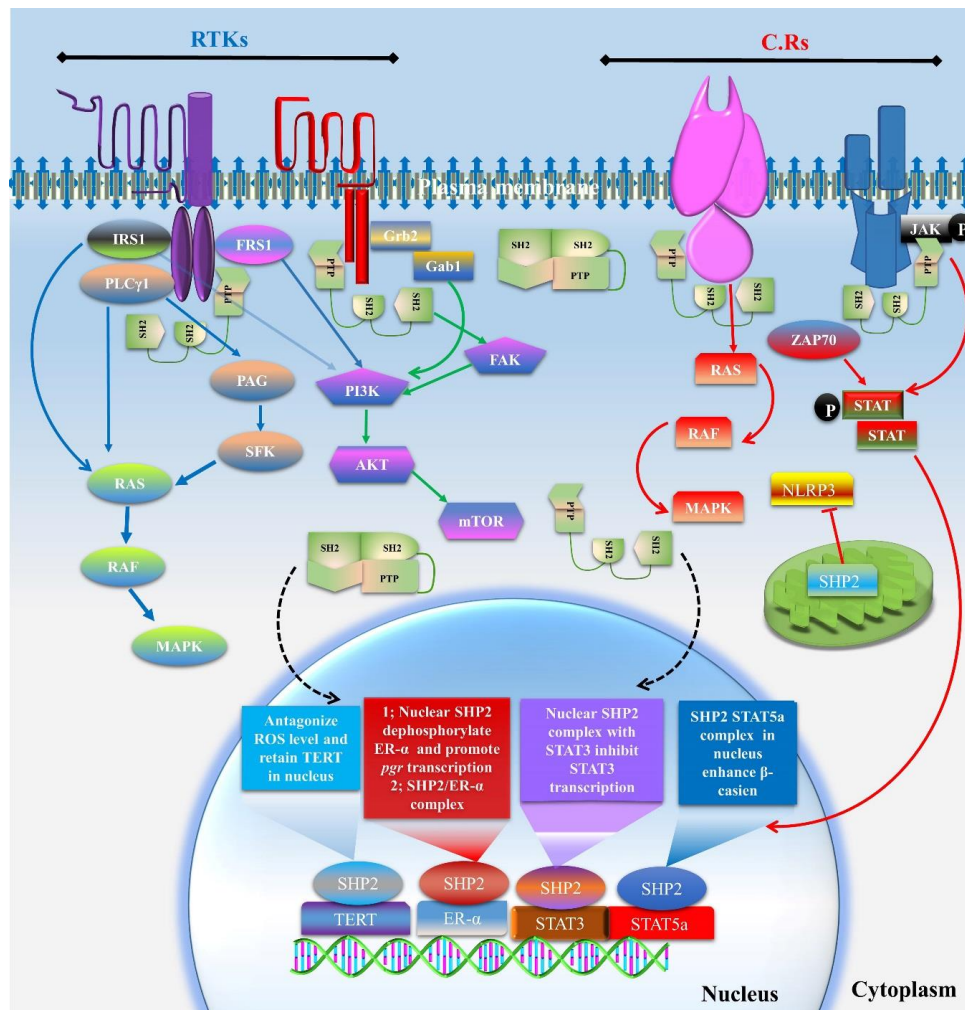 RTKs
C.Rs
Plasma membrane
IRS1
FRS1
PLCγ1
PTP
SH2
SH2
PTP
Grb2
Gab1
SH2
SH2
SH2
SH2
PTP
PTP
SH2
SH2
JAK
P
PTP
SH2
SH2
ZAP70
FAK
RAS
PAG
PI3K
P
STAT
STAT
RAF
SFK
AKT
RAS
NLRP3
mTOR
MAPK
PTP
SH2
SH2
SH2
SH2
PTP
RAF
SHP2
MAPK
Antagonize
ROS level and
retain TERT
in nucleus
1; Nuclear SHP2
dephosphorylate
ER-α and promote
pgr transcription
2; SHP2/ER-α
complex
Nuclear SHP2
complex with
STAT3 inhibit
STAT3
transcription
SHP2 STAT5a
complex in
nucleus
enhance β-
casien
SHP2
SHP2
SHP2
SHP2
TERT
ER-α
STAT3
STAT5a
Nucleus
Cytoplasm